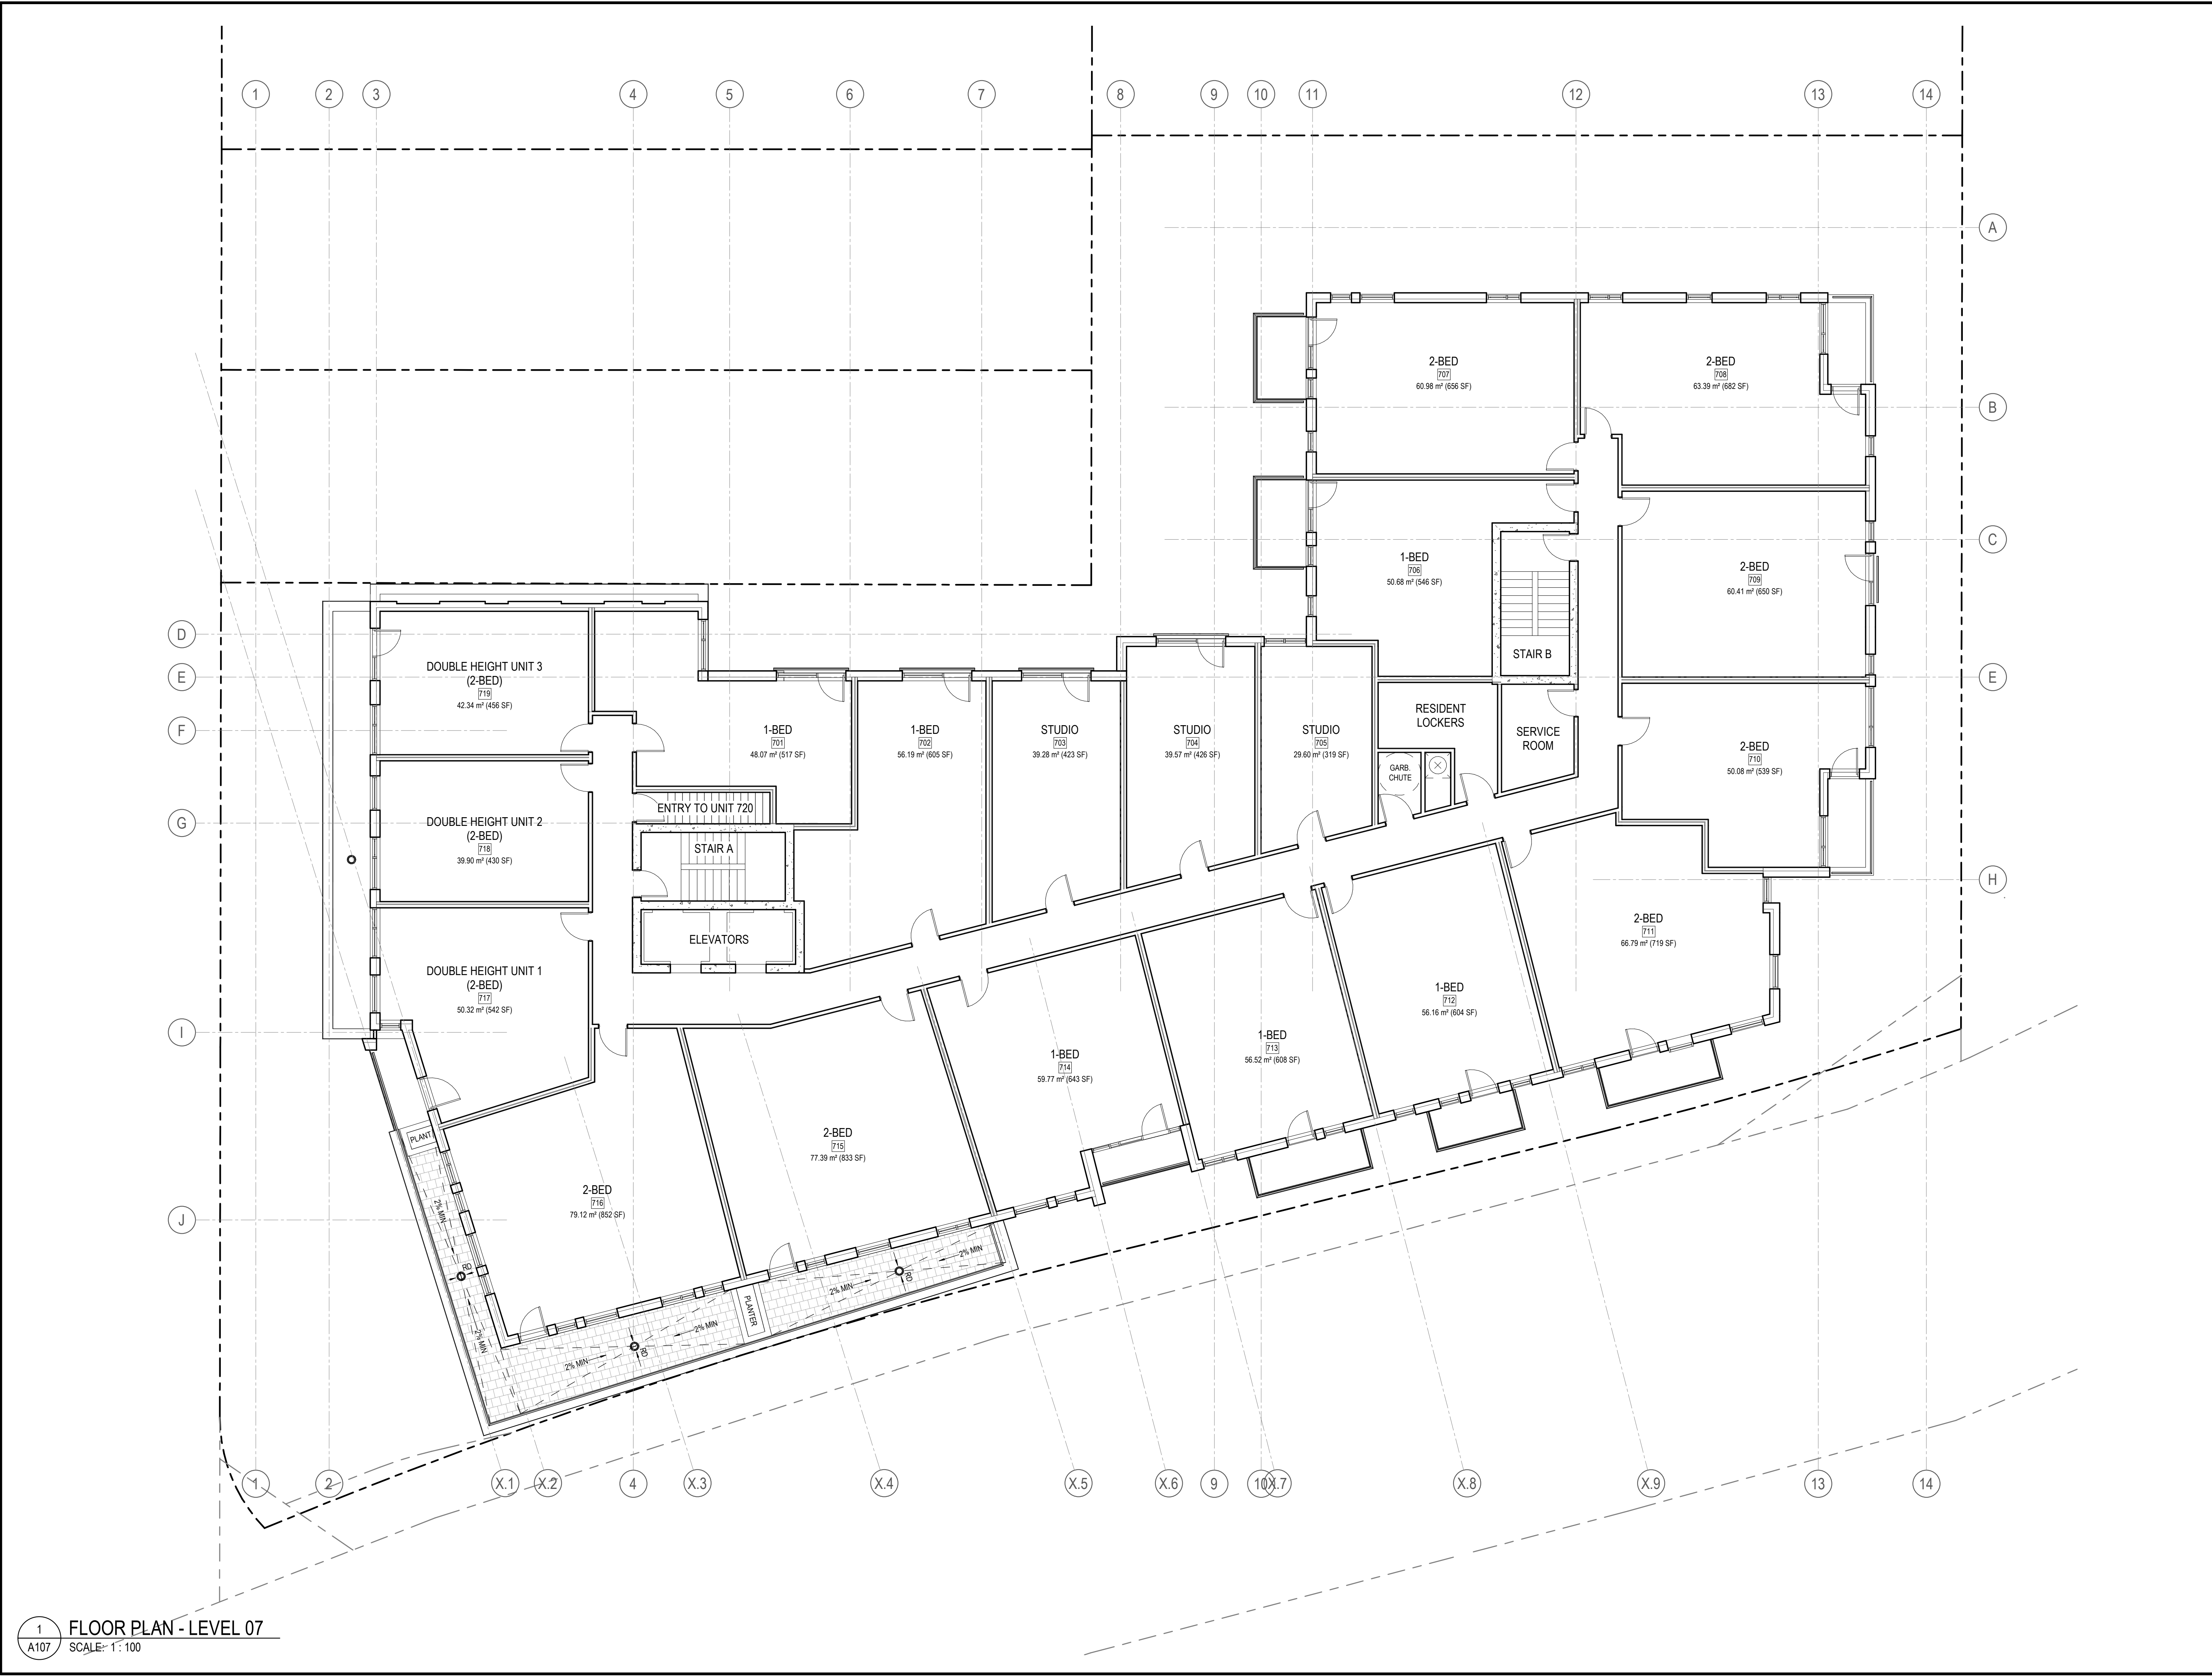 1
2
3
4
5
6
7
8
9
10
11
12
13
14
A
B
C
D
E
F
G
H
I
J
E
2-BED
707
60.98 m² (656 SF)
2-BED
708
63.39 m² (682 SF)
1-BED
706
50.68 m² (546 SF)
2-BED
709
60.41 m² (650 SF)
STAIR B
DOUBLE HEIGHT UNIT 3
(2-BED)
719
42.34 m² (456 SF)
1-BED
701
48.07 m² (517 SF)
1-BED
702
56.19 m² (605 SF)
STUDIO
703
39.28 m² (423 SF)
STUDIO
704
39.57 m² (426 SF)
STUDIO
705
29.60 m² (319 SF)
RESIDENT
LOCKERS
SERVICE
ROOM
GARB.
CHUTE
2-BED
710
50.08 m² (539 SF)
DOUBLE HEIGHT UNIT 2
(2-BED)
718
39.90 m² (430 SF)
ENTRY TO UNIT 720
STAIR A
ELEVATORS
DOUBLE HEIGHT UNIT 1
(2-BED)
717
50.32 m² (542 SF)
2-BED
711
66.79 m² (719 SF)
1-BED
712
56.16 m² (604 SF)
1-BED
713
56.52 m² (608 SF)
1-BED
714
59.77 m² (643 SF)
2-BED
715
77.39 m² (833 SF)
2-BED
716
79.12 m² (852 SF)
PLANT
2% MIN
RD
2% MIN
2% MIN
RD
2% MIN
PLANTER
2% MIN
RD
2% MIN
1
2
X.1
X.2
4
X.3
X.4
X.5
X.6
9
10
X.7
X.8
X.9
13
14
1
A107
FLOOR PLAN - LEVEL 07
SCALE: 1 : 100